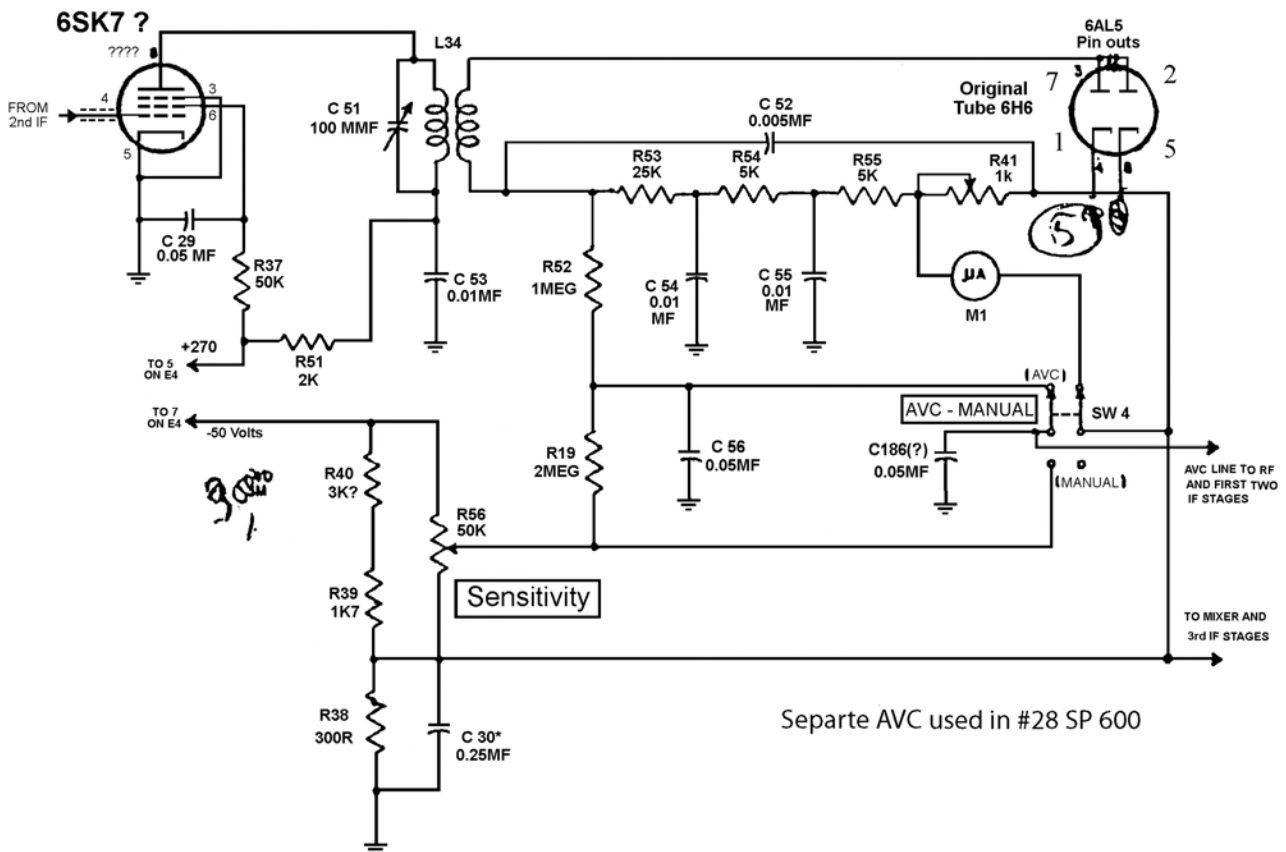 6SK7 ?
????
8
L34
6AL5
Pin outs
7
3
2
Original
Tube 6H6
1
5
4
8
FROM
2nd IF
4
3
6
5
C 51
100 MMF
C 52
0.005MF
R53
25K
R54
5K
R55
5K
R41
1k
5
C 29
0.05 MF
R37
50K
C 53
0.01MF
R52
1MEG
C 54
0.01
MF
C 55
0.01
MF
UA
M1
+270
TO 5
ON E4
R51
2K
(AVC)
AVC - MANUAL
SW 4
TO 7
ON E4
-50 Volts
R40
3K?
R19
2MEG
C 56
0.05MF
C186(?)
0.05MF
(MANUAL)
AVC LINE TO RF
AND FIRST TWO
IF STAGES
R56
50K
R39
1K7
Sensitivity
TO MIXER AND
3rd IF STAGES
R38
300R
C 30*
0.25MF
Separte AVC used in #28 SP 600